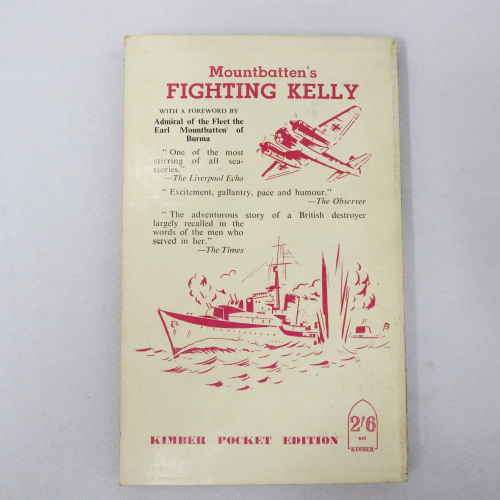 Mountbatten's
FIGHTING KELLY
WITH A FOREWORD BY
Admiral of the Fleet the
Earl Mountbatten of
Burma
" One of the most
stirring of all sea-
stories."
—The Liverpool Echo
" Excitement, gallantry, pace and humour."
—The Observer
" The adventurous story of a British destroyer
largely recalled in the
words of the men who
served in her."
—The Times
KIMBER POCKET EDITION
2/6
net
KIMBER